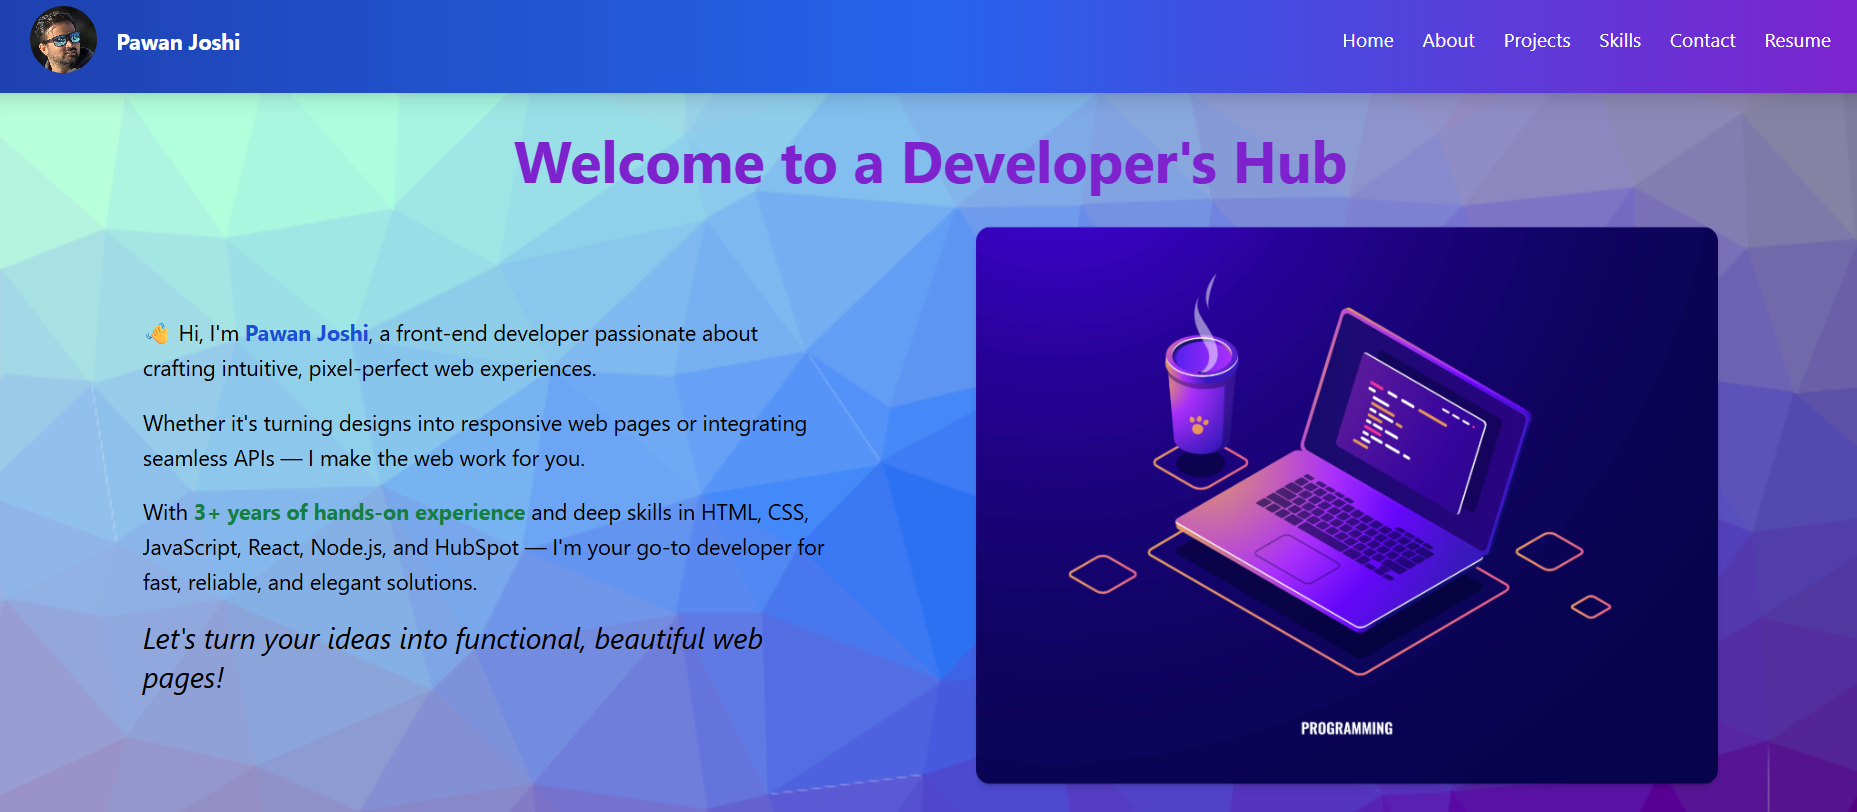 Pawan Joshi
Home About Projects Skills Contact Resume
Welcome to a Developer's Hub
👋 Hi, I'm Pawan Joshi, a front-end developer passionate about
crafting intuitive, pixel-perfect web experiences.
Whether it's turning designs into responsive web pages or integrating
seamless APIs — I make the web work for you.
With 3+ years of hands-on experience and deep skills in HTML, CSS,
JavaScript, React, Node.js, and HubSpot — I'm your go-to developer for
fast, reliable, and elegant solutions.
Let's turn your ideas into functional, beautiful web
pages!
PROGRAMMING